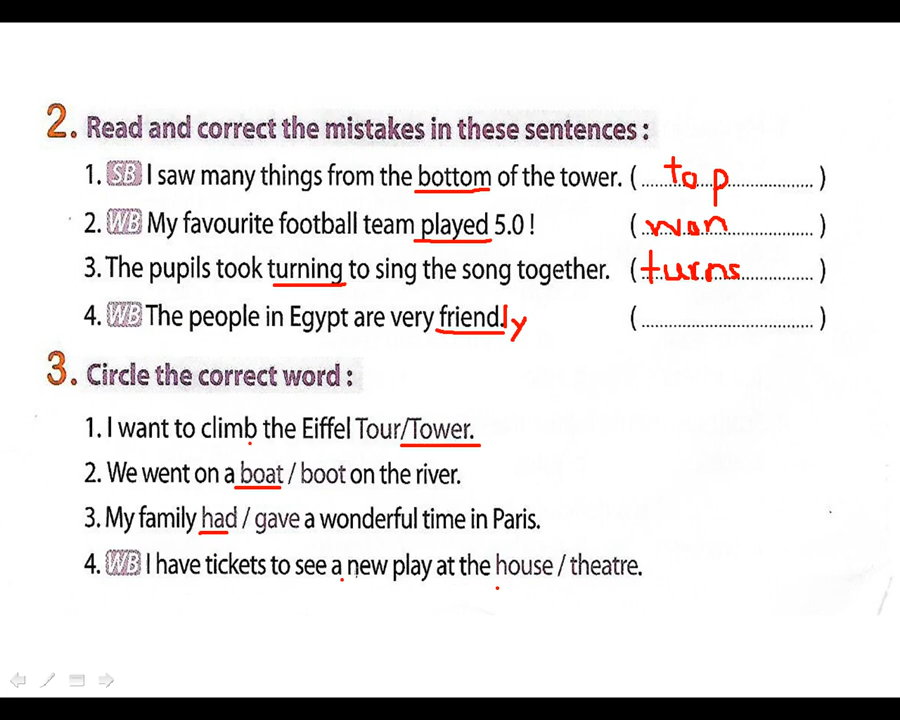 2. Read and correct the mistakes in these sentences :
1. SB I saw many things from the bottom of the tower. (....top....)
2. WB My favourite football team played 5.0 ! (....won....)
3. The pupils took turning to sing the song together. (....turns....)
4. WB The people in Egypt are very friend.ly (........)
3. Circle the correct word :
1. I want to climb the Eiffel Tour/Tower.
2. We went on a boat / boot on the river.
3. My family had / gave a wonderful time in Paris.
4. WB I have tickets to see a new play at the house / theatre.